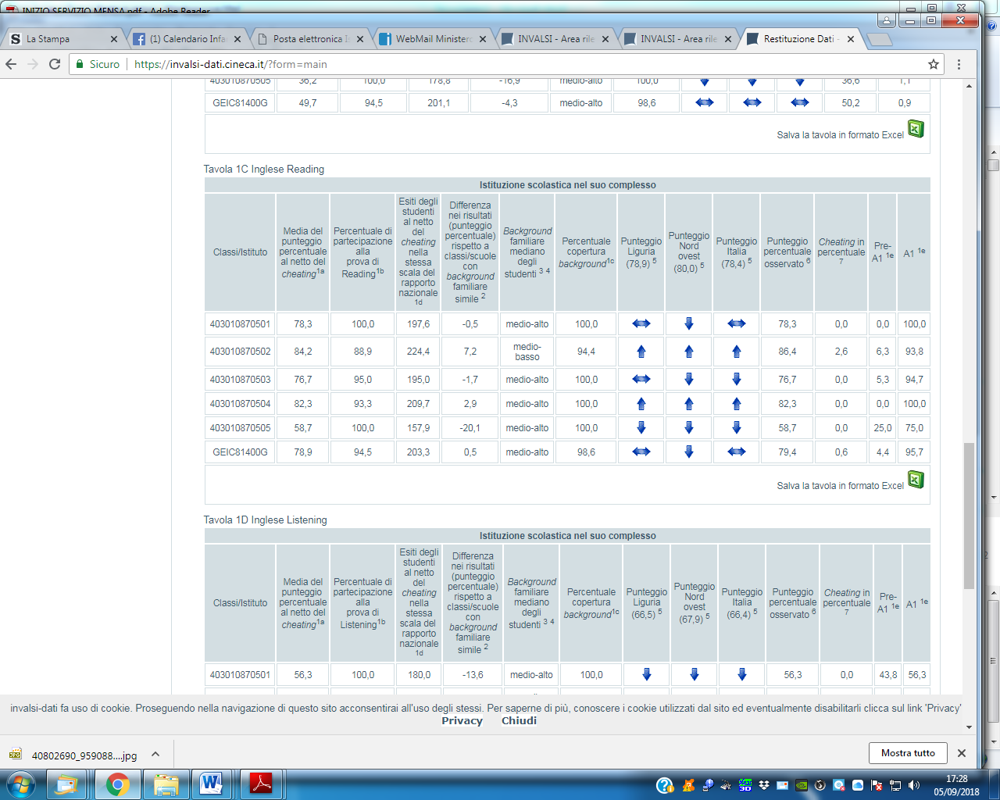 INIZIO SERVIZIO MENSA.pdf - Adobe Reader
La Stampa
(1) Calendario Infa
Posta elettronica I
WebMail Ministero
INVALSI - Area rile
INVALSI - Area rile
Restituzione Dati -
Sicuro https://invalsi-dati.cineca.it/?form=main
403010870505 36,2 100,0 178,8 -16,9 medio-alto 100,0 36,6 1,1
GEIC81400G 49,7 94,5 201,1 -4,3 medio-alto 98,6 50,2 0,9
Salva la tavola in formato Excel
Tavola 1C Inglese Reading
Istituzione scolastica nel suo complesso
Classi/Istituto
Media del
punteggio
percentuale
al netto del
cheating1a
Percentuale di
partecipazione
alla
prova di
Reading1b
Esiti degli
studenti
al netto
del
cheating
nella
stessa
scala del
rapporto
nazionale
1d
Differenza
nei risultati
(punteggio
percentuale)
rispetto a
classi/scuole
con
background
familiare
simile 2
Background
familiare
mediano
degli
studenti 3 4
Percentuale
copertura
background1c
Punteggio
Liguria
(78,9) 5
Punteggio
Nord
ovest
(80,0) 5
Punteggio
Italia
(78,4) 5
Punteggio
percentuale
osservato 6
Cheating in
percentuale
7
Pre-
A1 1e
A1 1e
403010870501 78,3 100,0 197,6 -0,5 medio-alto 100,0 78,3 0,0 0,0 100,0
403010870502 84,2 88,9 224,4 7,2 medio-basso 94,4 86,4 2,6 6,3 93,8
403010870503 76,7 95,0 195,0 -1,7 medio-alto 100,0 76,7 0,0 5,3 94,7
403010870504 82,3 93,3 209,7 2,9 medio-alto 100,0 82,3 0,0 0,0 100,0
403010870505 58,7 100,0 157,9 -20,1 medio-alto 100,0 58,7 0,0 25,0 75,0
GEIC81400G 78,9 94,5 203,3 0,5 medio-alto 98,6 79,4 0,6 4,4 95,7
Salva la tavola in formato Excel
Tavola 1D Inglese Listening
Istituzione scolastica nel suo complesso
Classi/Istituto
Media del
punteggio
percentuale
al netto del
cheating1a
Percentuale di
partecipazione
alla
prova di
Listening1b
Esiti degli
studenti
al netto
del
cheating
nella
stessa
scala del
rapporto
nazionale
1d
Differenza
nei risultati
(punteggio
percentuale)
rispetto a
classi/scuole
con
background
familiare
simile 2
Background
familiare
mediano
degli
studenti 3 4
Percentuale
copertura
background1c
Punteggio
Liguria
(66,5) 5
Punteggio
Nord
ovest
(67,9) 5
Punteggio
Italia
(66,4) 5
Punteggio
percentuale
osservato 6
Cheating in
percentuale
7
Pre-
A1 1e
A1 1e
403010870501 56,3 100,0 180,0 -13,6 medio-alto 100,0 56,3 0,0 43,8 56,3
invalsi-dati fa uso di cookie. Proseguendo nella navigazione di questo sito acconsentirai all'uso degli stessi. Per saperne di più, conoscere i cookie utilizzati dal sito ed eventualmente disabilitarli clicca sul link 'Privacy'
Privacy Chiudi
40802690_959088....jpg
Mostra tutto
17:28
05/09/2018